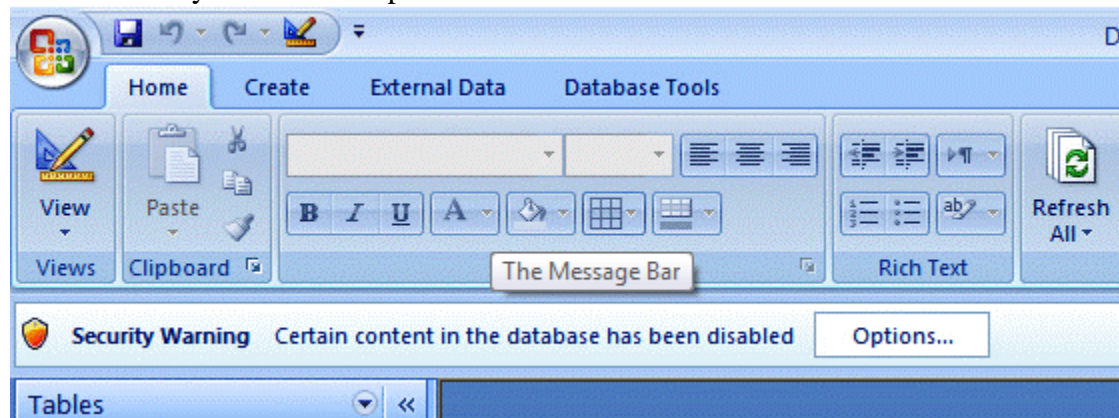 D
Home Create External Data Database Tools
View Paste B I U A ab Refresh All
Views Clipboard Rich Text
The Message Bar
Security Warning Certain content in the database has been disabled Options...
Tables